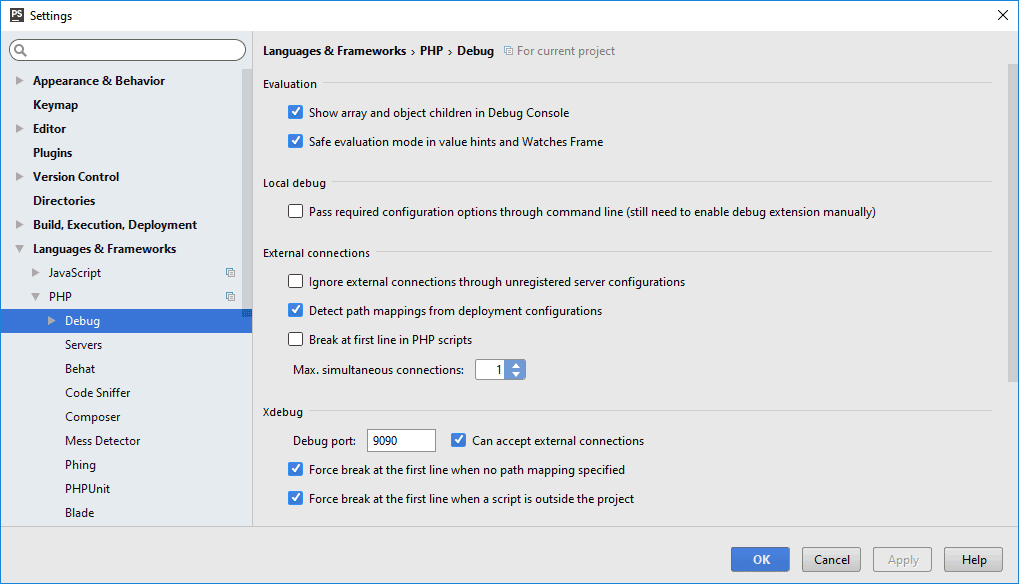 PS Settings
Languages & Frameworks › PHP › Debug For current project
Appearance & Behavior
Keymap
Editor
Plugins
Version Control
Directories
Build, Execution, Deployment
Languages & Frameworks
JavaScript
PHP
Debug
Servers
Behat
Code Sniffer
Composer
Mess Detector
Phing
PHPUnit
Blade
Evaluation
Show array and object children in Debug Console
Safe evaluation mode in value hints and Watches Frame
Local debug
Pass required configuration options through command line (still need to enable debug extension manually)
External connections
Ignore external connections through unregistered server configurations
Detect path mappings from deployment configurations
Break at first line in PHP scripts
Max. simultaneous connections: 1
Xdebug
Debug port: 9090 Can accept external connections
Force break at the first line when no path mapping specified
Force break at the first line when a script is outside the project
OK Cancel Apply Help